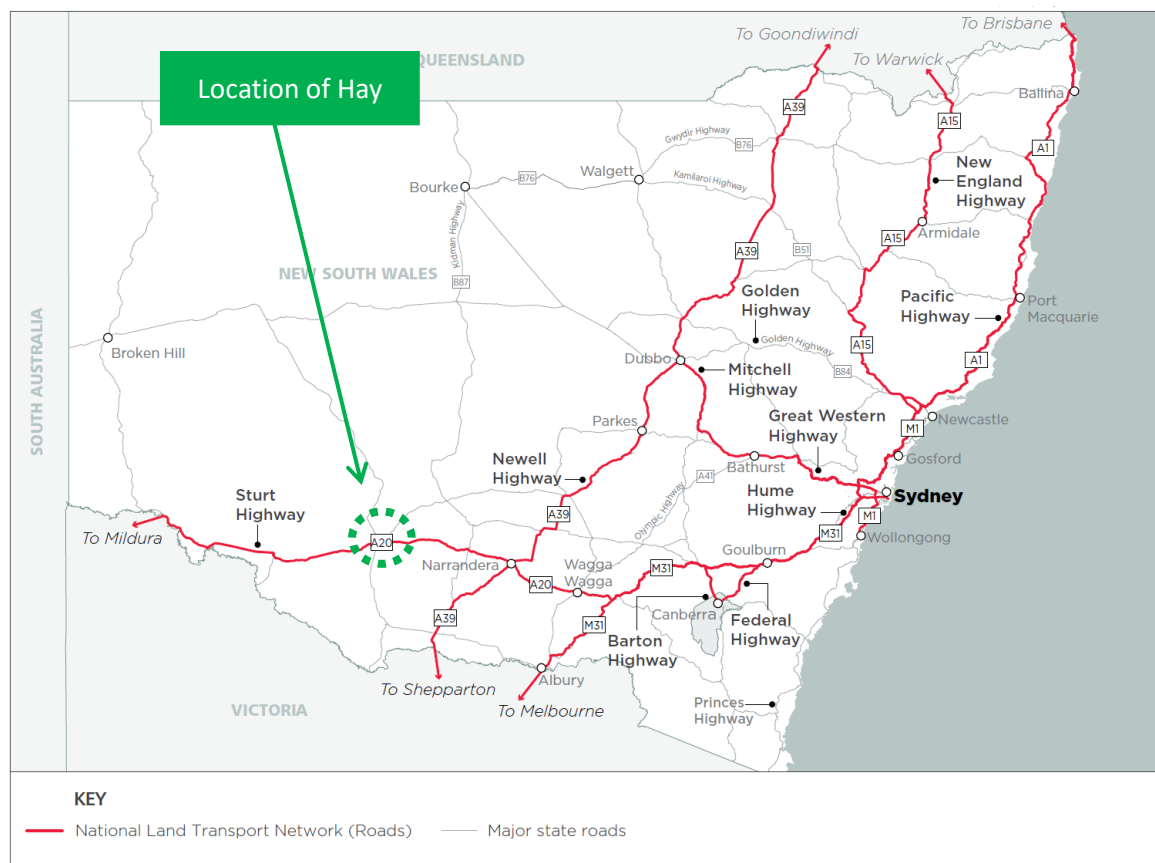 To Brisbane
To Goondiwindi
QUEENSLAND
To Warwick
Location of Hay
Ballina
A39
A15
A1
Gwydir Highway
B76
New
England
Highway
Walgett
Kamilaroi Highway
B76
Bourke
Kidman Highway
Armidale
A15
A39
B51
NEW SOUTH WALES
B87
Golden
Highway
Pacific
Highway
Port
Macquarie
SOUTH AUSTRALIA
Broken Hill
Golden Highway
A15
A1
Dubbo
Mitchell
Highway
B84
Great Western
Highway
Newcastle
M1
Parkes
Newell
Highway
Bathurst
Gosford
A41
Olympic Highway
Hume
Highway
Sydney
Sturt
Highway
A39
M1
M31
Wollongong
To Mildura
A20
Goulburn
Narrandera
Wagga
Wagga
M31
A20
Canberra
A39
M31
Barton
Highway
Federal
Highway
To Shepparton
Albury
To Melbourne
Princes
Highway
VICTORIA
KEY
National Land Transport Network (Roads)
Major state roads